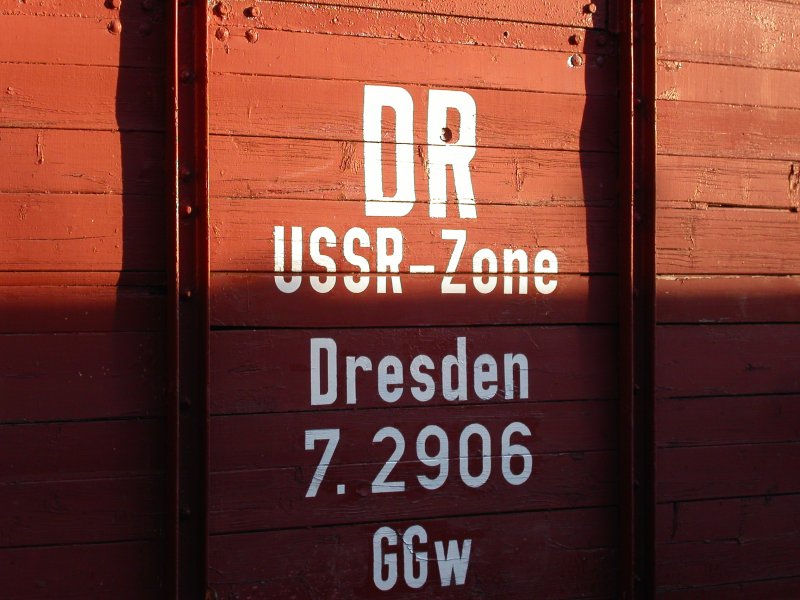 DR
USSR-Zone
Dresden
7.2906
GGw